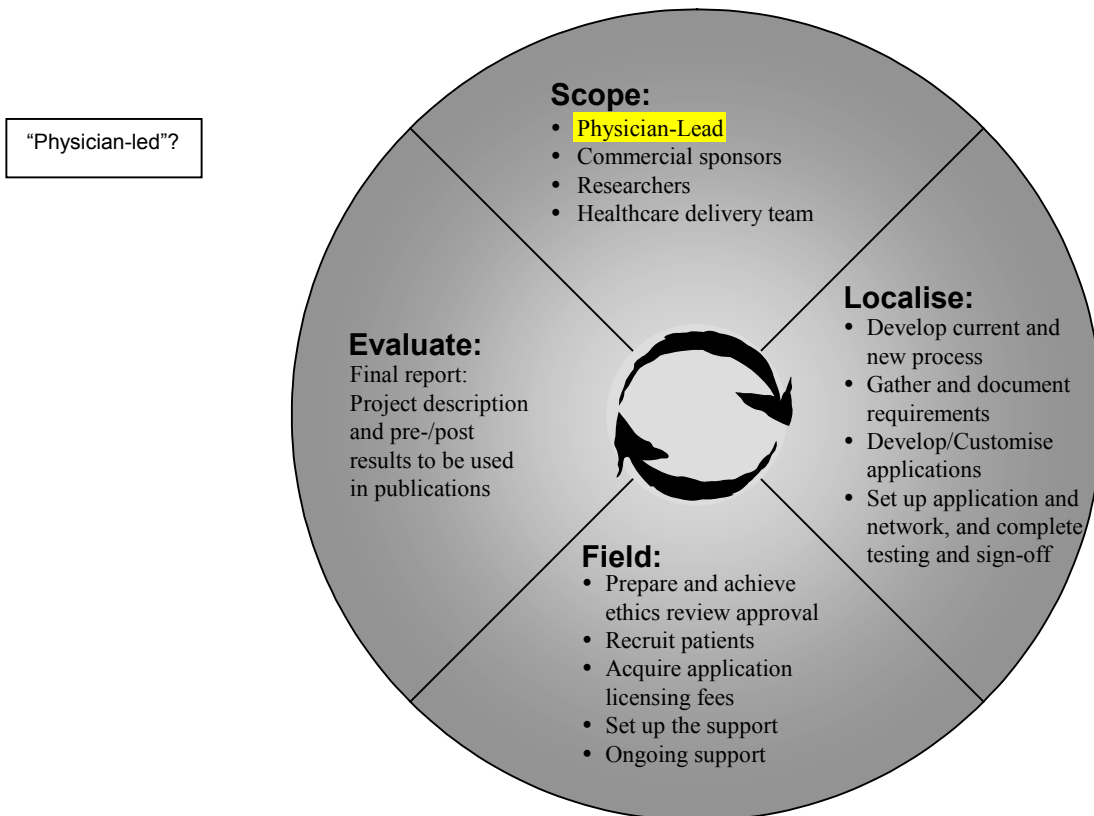 “Physician-led”?
Scope:
• Physician-Lead
• Commercial sponsors
• Researchers
• Healthcare delivery team
Localise:
• Develop current and
new process
• Gather and document
requirements
• Develop/Customise
applications
• Set up application and
network, and complete
testing and sign-off
Field:
• Prepare and achieve
ethics review approval
• Recruit patients
• Acquire application
licensing fees
• Set up the support
• Ongoing support
Evaluate:
Final report:
Project description
and pre-/post
results to be used
in publications